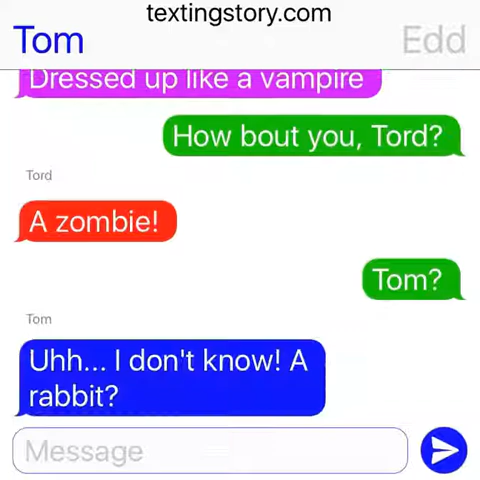 textingstory.com
Tom
Edd
Dressed up like a vampire
How bout you, Tord?
Tord
A zombie!
Tom?
Tom
Uhh... I don't know! A
rabbit?
Message